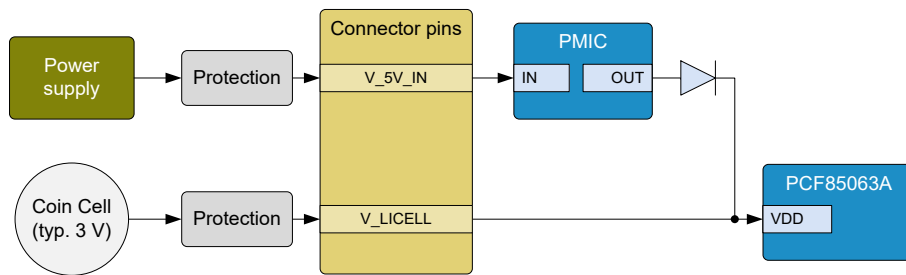 Connector pins
PMIC
Power
supply
Protection
V_5V_IN
IN
OUT
PCF85063A
Coin Cell
(typ. 3 V)
Protection
V_LICELL
VDD